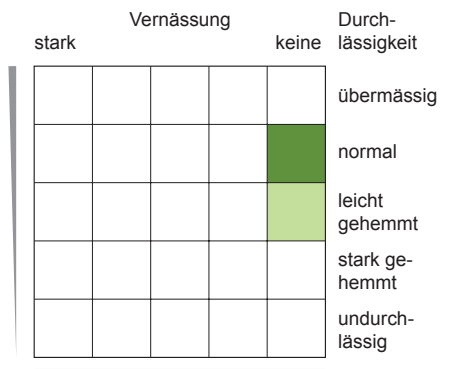 Vernässung
stark
keine
Durch-
lässigkeit
übermässig
normal
leicht
gehemmt
stark ge-
hemmt
undurch-
lässig